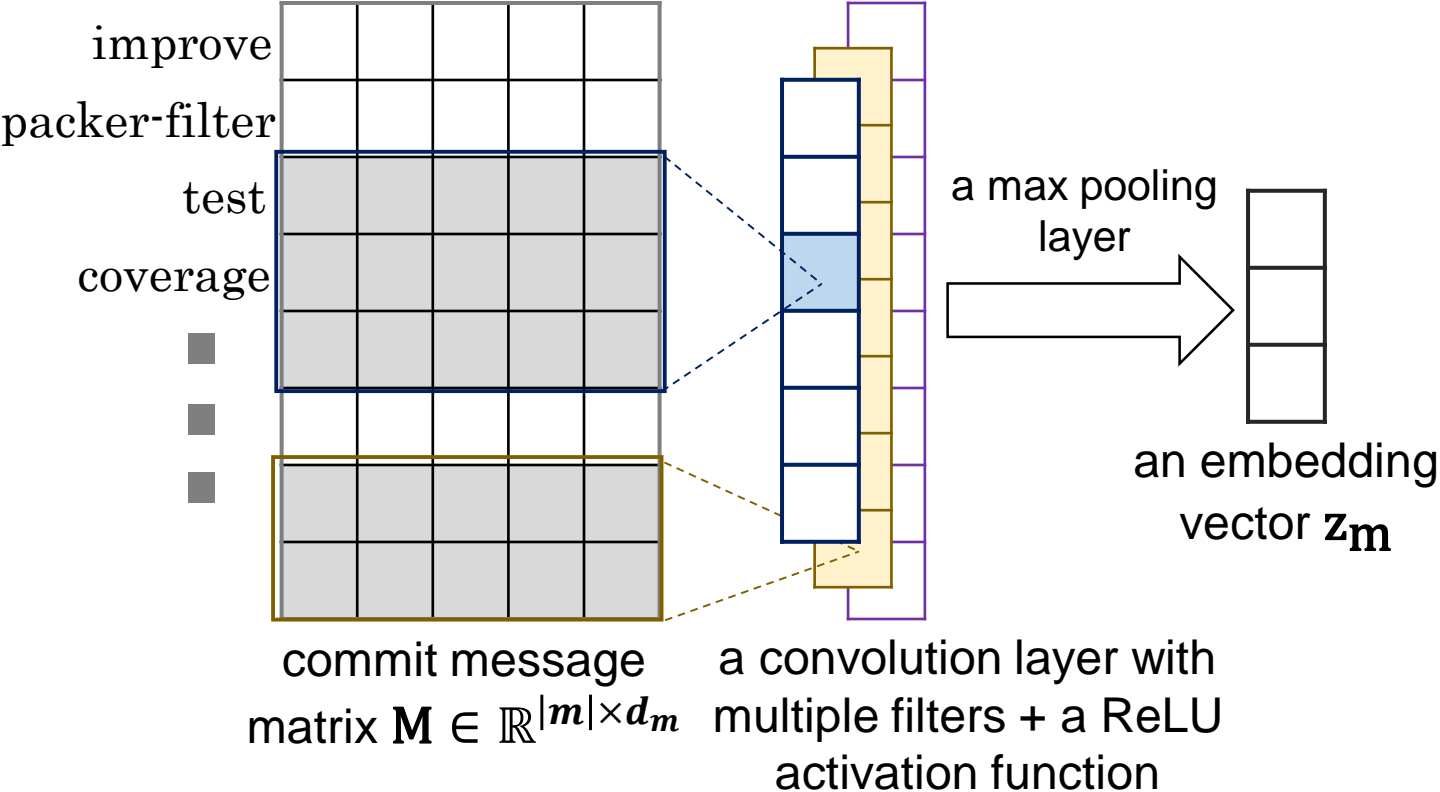 improve
packer-filter
test
coverage
a max pooling
layer
an embedding
vector 𝐳𝐦
commit message
matrix 𝐌 ∈ ℝ|𝒎|×𝒅𝒎
a convolution layer with
multiple filters + a ReLU
activation function